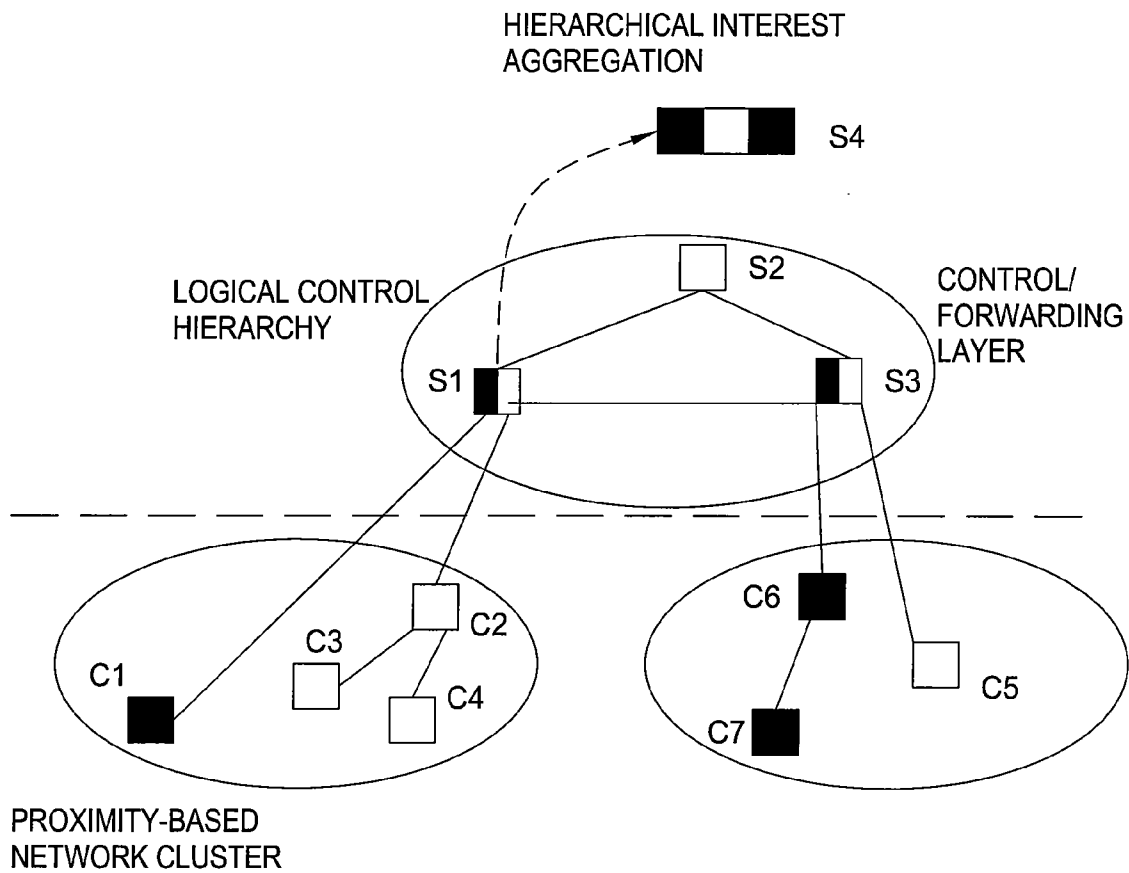 HIERARCHICAL INTEREST
AGGREGATION
S4
S2
LOGICAL CONTROL
HIERARCHY
CONTROL/
FORWARDING
LAYER
S1
S3
C6
C2
C3
C1
C4
C5
C7
PROXIMITY-BASED
NETWORK CLUSTER